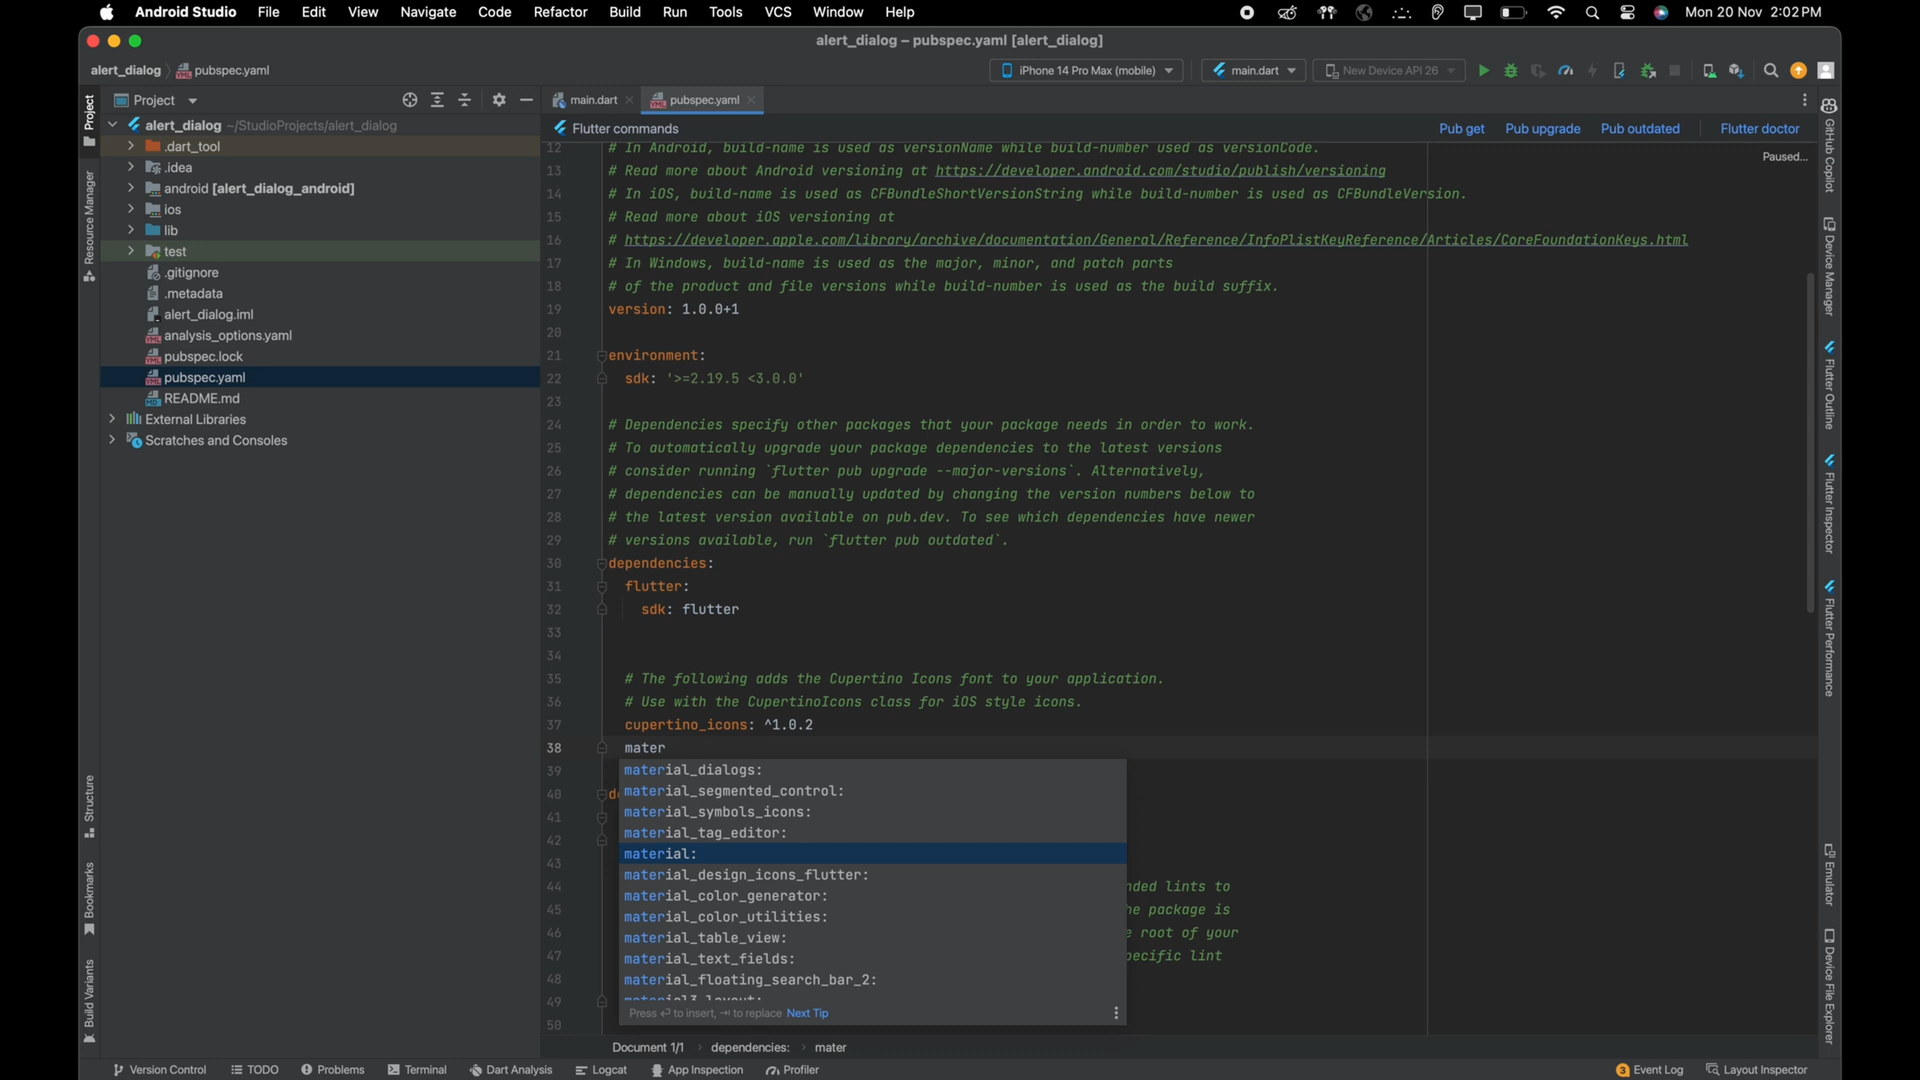 Android Studio File Edit View Navigate Code Refactor Build Run Tools VCS Window Help Mon 20 Nov 2:02 PM
alert_dialog – pubspec.yaml [alert_dialog]
alert_dialog pubspec.yaml iPhone 14 Pro Max (mobile) main.dart New Device API 26
Project main.dart pubspec.yaml
Flutter commands Pub get Pub upgrade Pub outdated Flutter doctor
Paused...
alert_dialog ~/StudioProjects/alert_dialog
.dart_tool
.idea
android [alert_dialog_android]
ios
lib
test
.gitignore
.metadata
alert_dialog.iml
analysis_options.yaml
pubspec.lock
pubspec.yaml
README.md
External Libraries
Scratches and Consoles
12 # In Android, build-name is used as versionName while build-number used as versionCode.
13 # Read more about Android versioning at https://developer.android.com/studio/publish/versioning
14 # In iOS, build-name is used as CFBundleShortVersionString while build-number is used as CFBundleVersion.
15 # Read more about iOS versioning at
16 # https://developer.apple.com/library/archive/documentation/General/Reference/InfoPlistKeyReference/Articles/CoreFoundationKeys.html
17 # In Windows, build-name is used as the major, minor, and patch parts
18 # of the product and file versions while build-number is used as the build suffix.
19 version: 1.0.0+1
20
21 environment:
22 sdk: '>=2.19.5 <3.0.0'
23
24 # Dependencies specify other packages that your package needs in order to work.
25 # To automatically upgrade your package dependencies to the latest versions
26 # consider running `flutter pub upgrade --major-versions`. Alternatively,
27 # dependencies can be manually updated by changing the version numbers below to
28 # the latest version available on pub.dev. To see which dependencies have newer
29 # versions available, run `flutter pub outdated`.
30 dependencies:
31 flutter:
32 sdk: flutter
33
34
35 # The following adds the Cupertino Icons font to your application.
36 # Use with the CupertinoIcons class for iOS style icons.
37 cupertino_icons: ^1.0.2
38 mater
39
40
41
42
43
44 nded lints to
45 he package is
46 e root of your
47 pecific lint
48
49
50
material_dialogs:
material_segmented_control:
material_symbols_icons:
material_tag_editor:
material:
material_design_icons_flutter:
material_color_generator:
material_color_utilities:
material_table_view:
material_text_fields:
material_floating_search_bar_2:
Press ⏎ to insert, ⇥ to replace Next Tip
Document 1/1 dependencies: mater
Project
Resource Manager
Structure
Bookmarks
Build Variants
GitHub Copilot
Device Manager
Flutter Outline
Flutter Inspector
Flutter Performance
Emulator
Device File Explorer
Version Control TODO Problems Terminal Dart Analysis Logcat App Inspection Profiler 3 Event Log Layout Inspector